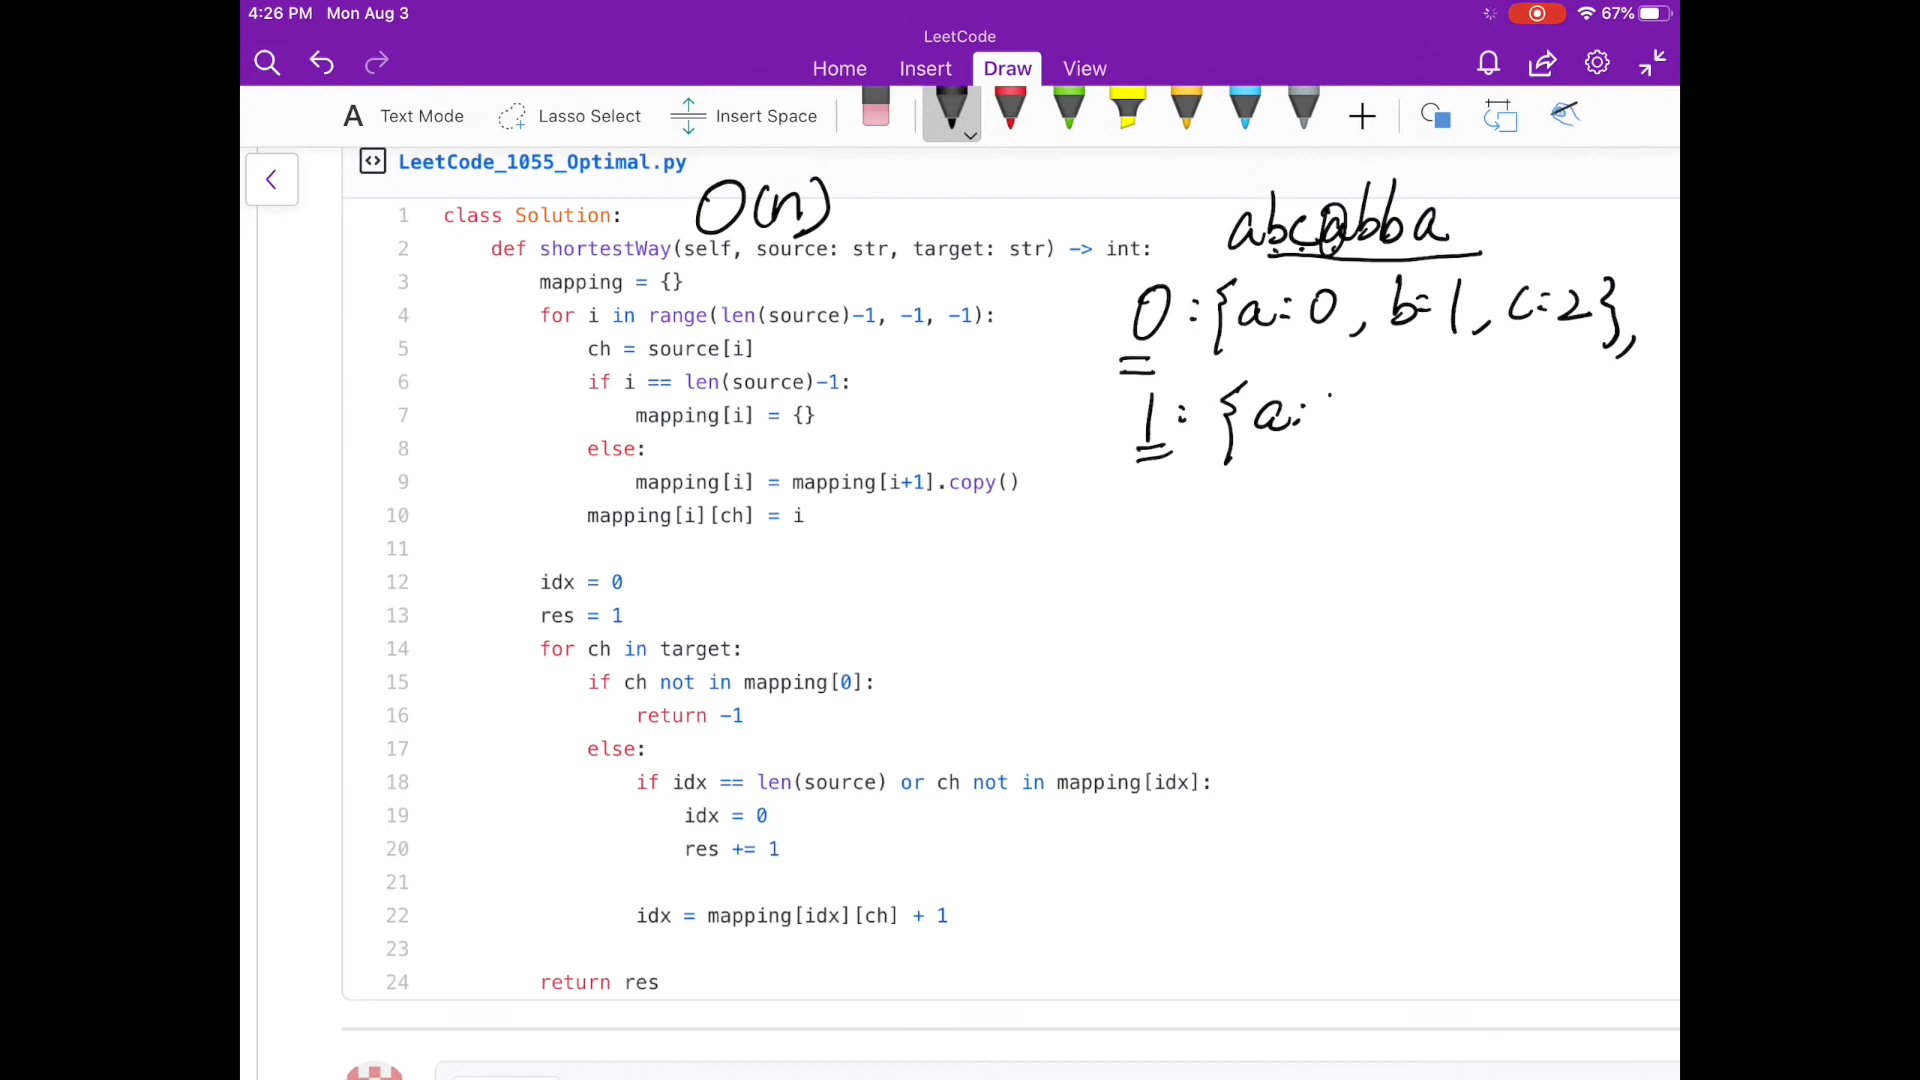 4:26 PM Mon Aug 3 67%
LeetCode
Home Insert Draw View
A Text Mode Lasso Select Insert Space
LeetCode_1055_Optimal.py
O(n)
abcabba
1 class Solution:
2 def shortestWay(self, source: str, target: str) -> int:
3 mapping = {}
0:{a:0, b:1, c:2},
4 for i in range(len(source)-1, -1, -1):
5 ch = source[i]
6 if i == len(source)-1:
7 mapping[i] = {}
1: {a:
8 else:
9 mapping[i] = mapping[i+1].copy()
10 mapping[i][ch] = i
11
12 idx = 0
13 res = 1
14 for ch in target:
15 if ch not in mapping[0]:
16 return -1
17 else:
18 if idx == len(source) or ch not in mapping[idx]:
19 idx = 0
20 res += 1
21
22 idx = mapping[idx][ch] + 1
23
24 return res